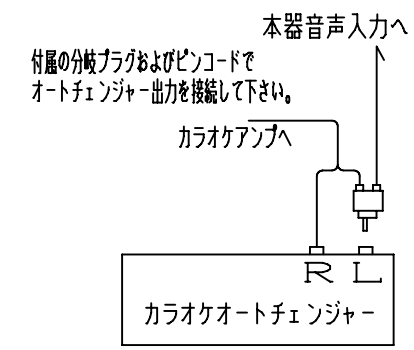 本器音声入力へ
付属の分岐プラグおよびピンコードで
オートチェンジャー出力を接続して下さい。
カラオケアンプへ
R L
カラオケオートチェンジャー